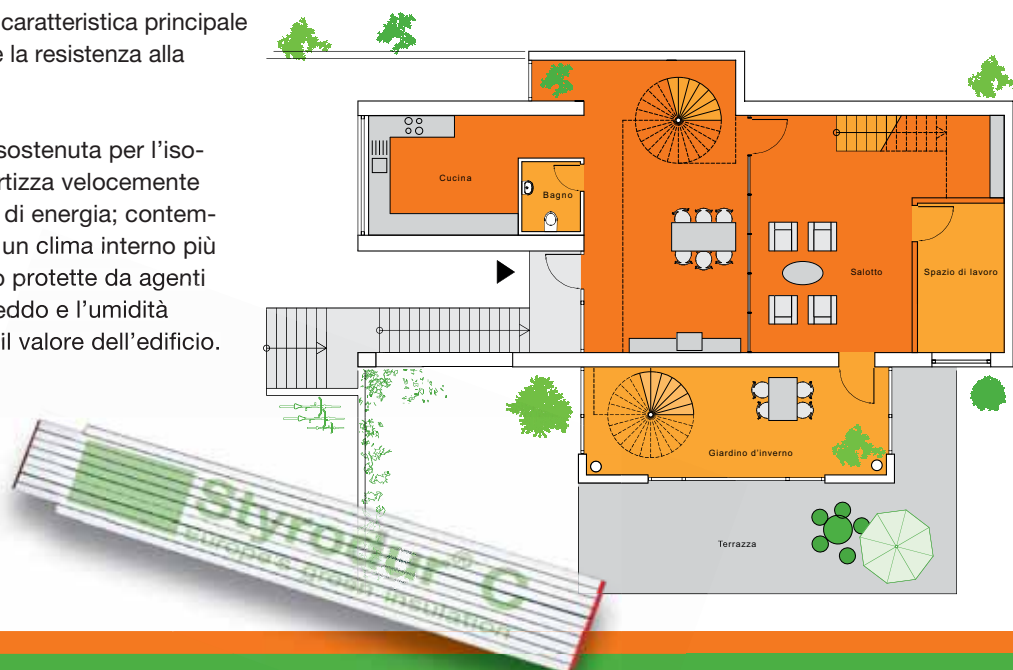 caratteristica principale
e la resistenza alla
sostenuta per l'iso-
rtizza velocemente
di energia; contem-
un clima interno più
o protette da agenti
eddo e l'umidità
il valore dell'edificio.
Cucina
Bagno
Salotto
Spazio di lavoro
Giardino d'inverno
Terrazza
Styrodur® C
europe's green insulation